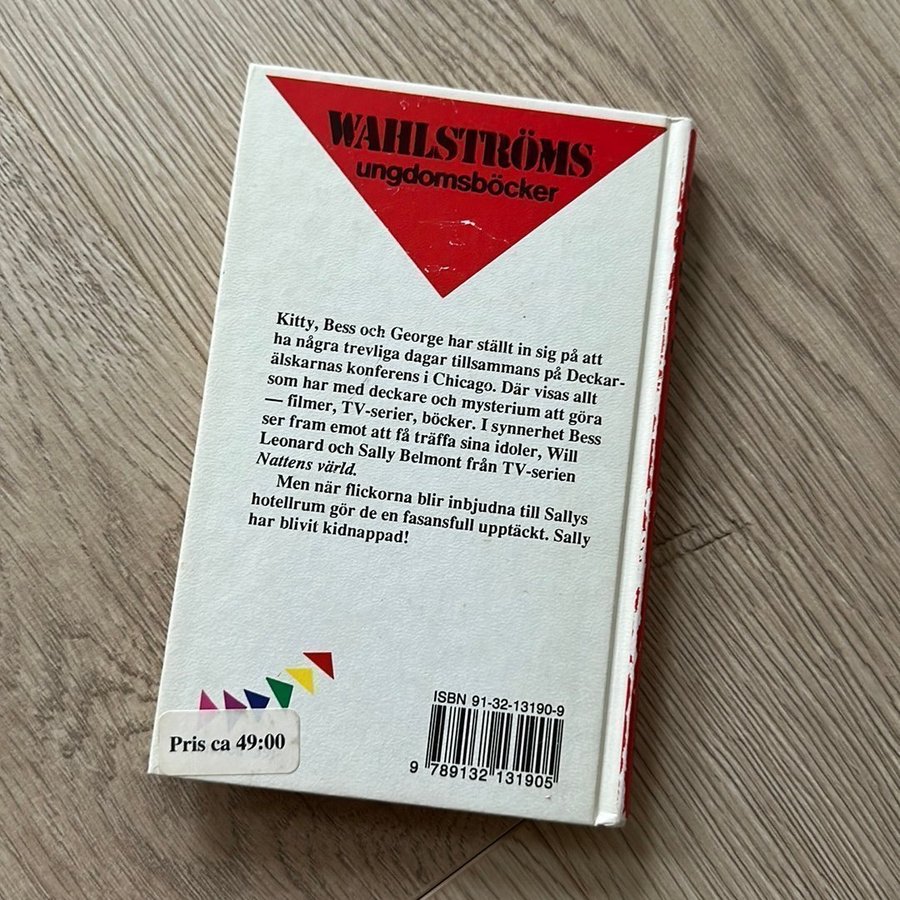 WAHLSTRÖMS
ungdomsböcker
Kitty, Bess och George har ställt in sig på att
ha några trevliga dagar tillsammans på Deckar-
älskarnas konferens i Chicago. Där visas allt
som har med deckare och mysterium att göra
— filmer, TV-serier, böcker. I synnerhet Bess
ser fram emot att få träffa sina idoler, Will
Leonard och Sally Belmont från TV-serien
Nattens värld.
Men när flickorna blir inbjudna till Sallys
hotellrum gör de en fasansfull upptäckt. Sally
har blivit kidnappad!
Pris ca 49:00
ISBN 91-32-13190-9
9 789132 131905